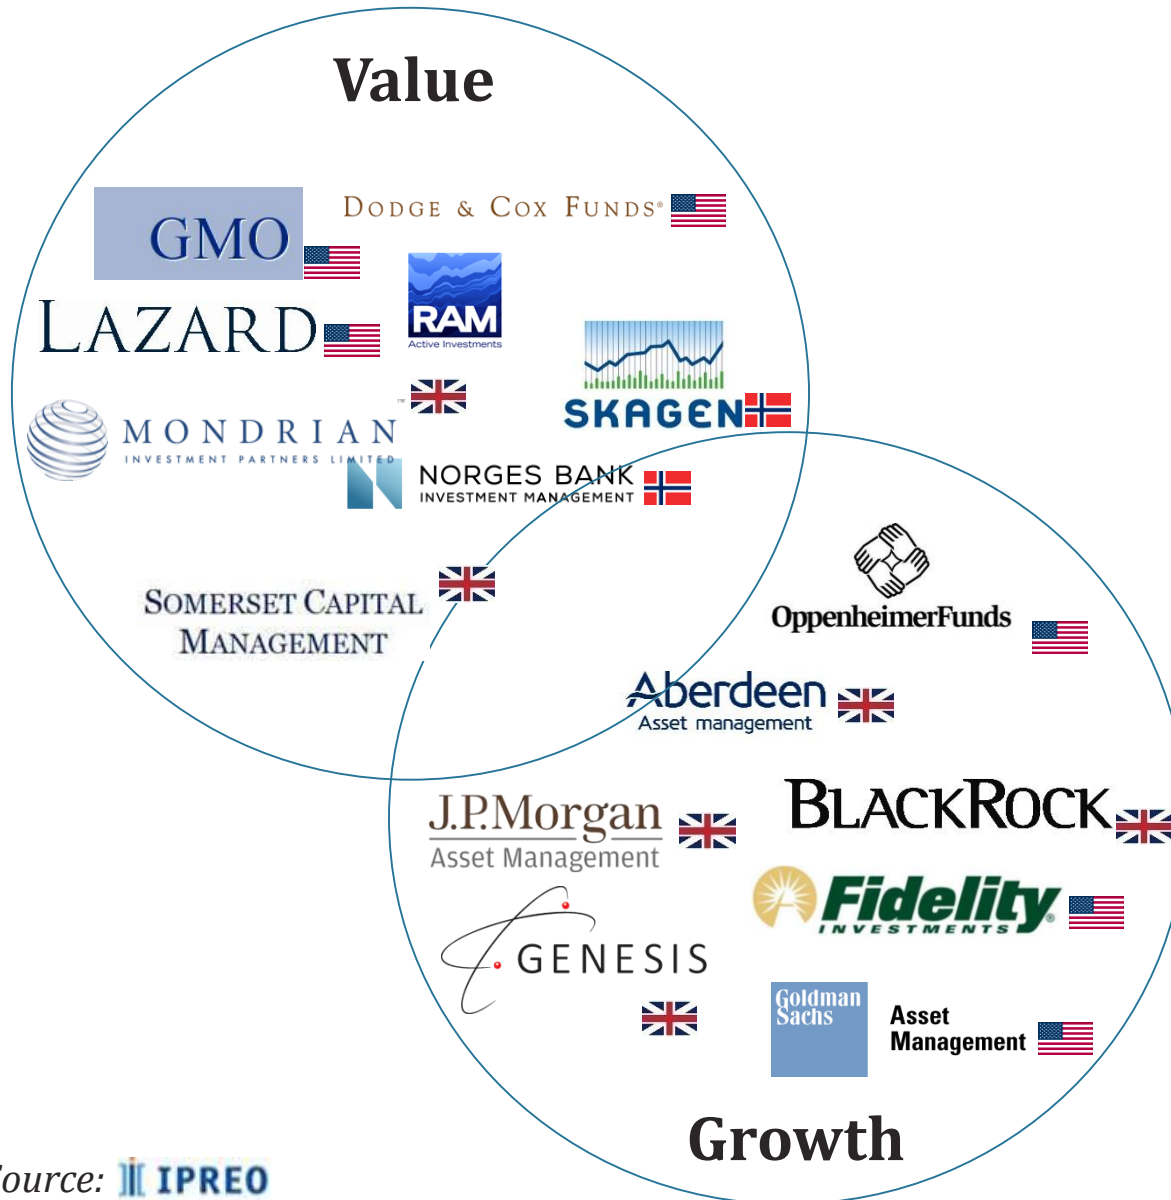 Value
GMO
DODGE & COX FUNDS®
LAZARD
RAM
Active Investments
SKAGEN
MONDRIAN™
INVESTMENT PARTNERS LIMITED
NORGES BANK
INVESTMENT MANAGEMENT
SOMERSET CAPITAL
MANAGEMENT
OppenheimerFunds
Aberdeen
Asset management
J.P.Morgan
Asset Management
BLACKROCK
Fidelity®
INVESTMENTS
GENESIS
Goldman
Sachs
Asset
Management
Growth
ource: IPREO